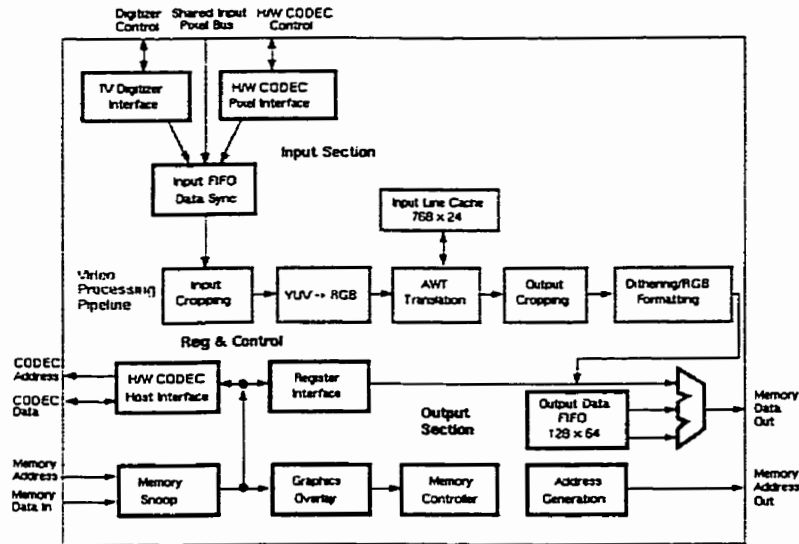 Digitizer
Control
Shared Input
Pixel Bus
H/W CODEC
Control
TV Digitizer
Interface
H/W CODEC
Pixel Interface
Input Section
Input FIFO
Data Sync
Input Line Cache
768 x 24
Video
Processing
Pipeline
Input
Cropping
YUV → RGB
AWT
Translation
Output
Cropping
Dithering/RGB
Formatting
Reg & Control
CODEC
Address
CODEC
Data
H/W CODEC
Host Interface
Register
Interface
Output
Section
Output Data
FIFO
128 x 64
Memory
Data
Out
Memory
Address
Memory
Data In
Memory
Snoop
Graphics
Overlay
Memory
Controller
Address
Generation
Memory
Address
Out